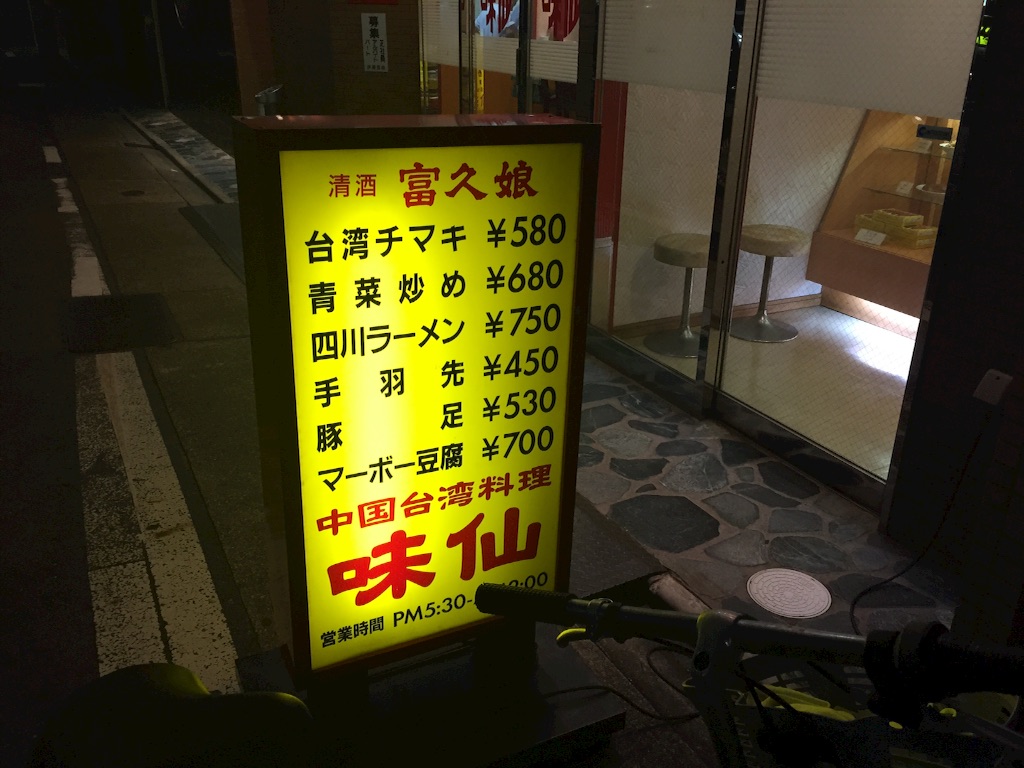 募集
清酒 富久娘
台湾チマキ ¥580
青菜炒め ¥680
四川ラーメン ¥750
手羽先 ¥450
豚足 ¥530
マーボー豆腐 ¥700
中国台湾料理
味仙
営業時間 PM5:30-